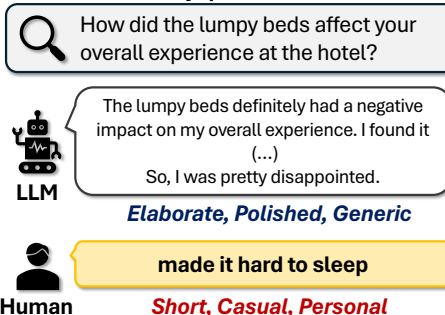 How did the lumpy beds affect your
overall experience at the hotel?
The lumpy beds definitely had a negative
impact on my overall experience. I found it
(...)
So, I was pretty disappointed.
LLM
Elaborate, Polished, Generic
made it hard to sleep
Human
Short, Casual, Personal